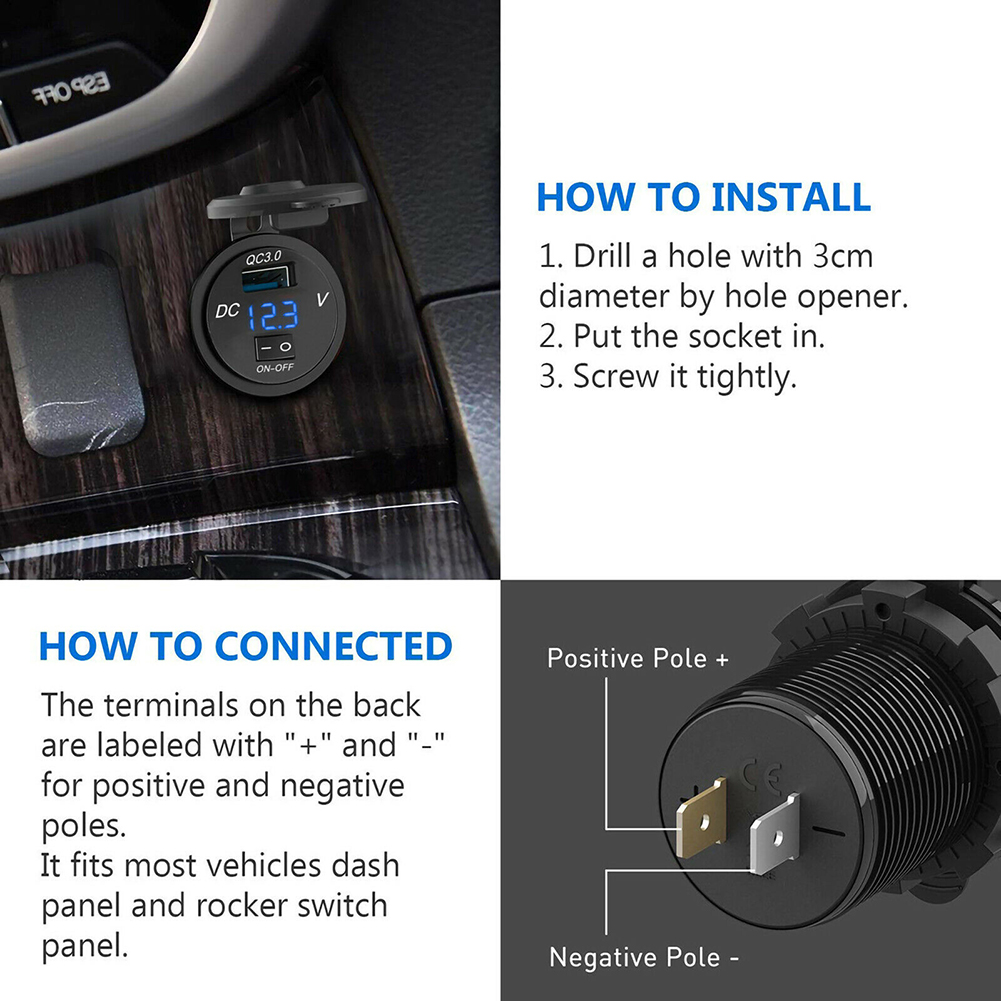 ESP OFF
QC3.0
DC 12.3 V
– O
ON-OFF
HOW TO INSTALL
1. Drill a hole with 3cm
diameter by hole opener.
2. Put the socket in.
3. Screw it tightly.
HOW TO CONNECTED
The terminals on the back
are labeled with "+" and "-"
for positive and negative
poles.
It fits most vehicles dash
panel and rocker switch
panel.
Positive Pole +
CE
Negative Pole -